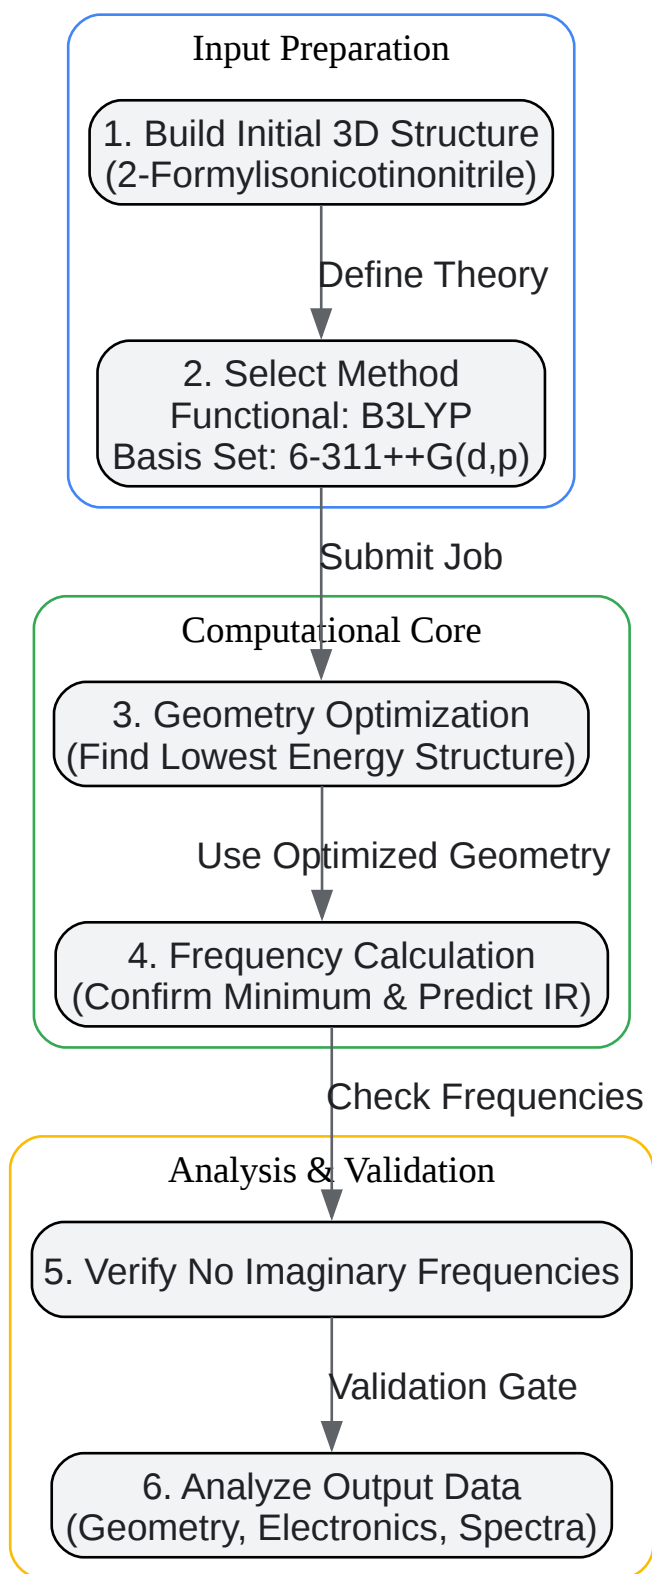 Input Preparation
1. Build Initial 3D Structure
(2-Formylisonicotinonitrile)
Define Theory
2. Select Method
Functional: B3LYP
Basis Set: 6-311++G(d,p)
Submit Job
Computational Core
3. Geometry Optimization
(Find Lowest Energy Structure)
Use Optimized Geometry
4. Frequency Calculation
(Confirm Minimum & Predict IR)
Check Frequencies
Analysis & Validation
5. Verify No Imaginary Frequencies
Validation Gate
6. Analyze Output Data
(Geometry, Electronics, Spectra)